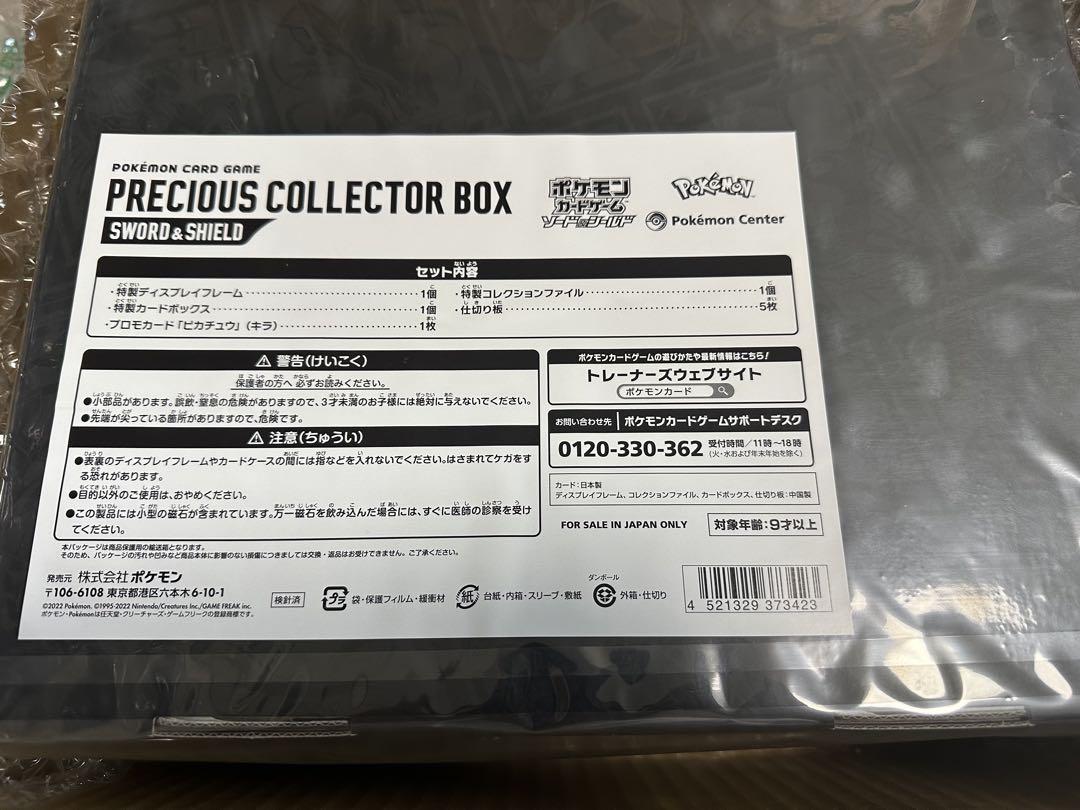 POKÉMON CARD GAME
PRECIOUS COLLECTOR BOX
SWORD & SHIELD
ポケモン
カードゲーム
ソード&シールド
POKéMON
Pokémon Center
セット内容
・特製ディスプレイフレーム 1個
・特製カードボックス 1個
・プロモカード「ピカチュウ」(キラ) 1枚
・特製コレクションファイル 1個
・仕切り板 5枚
警告(けいこく)
保護者の方へ 必ずお読みください。
●小部品があります。誤飲・窒息の危険がありますので、3才未満のお子様には絶対に与えないでください。
●先端が尖っている箇所がありますので、危険です。
注意(ちゅうい)
●表裏のディスプレイフレームやカードケースの間には指などを入れないでください。はさまれてケガをす
る恐れがあります。
●目的以外のご使用は、おやめください。
●この製品には小型の磁石が含まれています。万一磁石を飲み込んだ場合には、すぐに医師の診察を受け
てください。
ポケモンカードゲームの遊びかたや最新情報はこちら!
トレーナーズウェブサイト
ポケモンカード
お問い合わせ先 ポケモンカードゲームサポートデスク
0120-330-362 受付時間/11時~18時
(火・水および年末年始を除く)
カード:日本製
ディスプレイフレーム、コレクションファイル、カードボックス、仕切り板:中国製
FOR SALE IN JAPAN ONLY
対象年齢:9才以上
本パッケージは商品保護用の輸送箱となります。
そのため、パッケージの汚れや凹みなど商品本体に影響のない損傷につきましては交換・返品はお受けできません。ご了承ください。
発売元 株式会社ポケモン
〒106-6108 東京都港区六本木6-10-1
©2022 Pokémon. ©1995-2022 Nintendo/Creatures Inc./GAME FREAK inc.
ポケモン・Pokémonは任天堂・クリーチャーズ・ゲームフリークの登録商標です。
検針済
プラ 袋・保護フィルム・緩衝材
紙 台紙・内箱・スリーブ・敷紙
ダンボール
外箱・仕切り
4 521329 373423